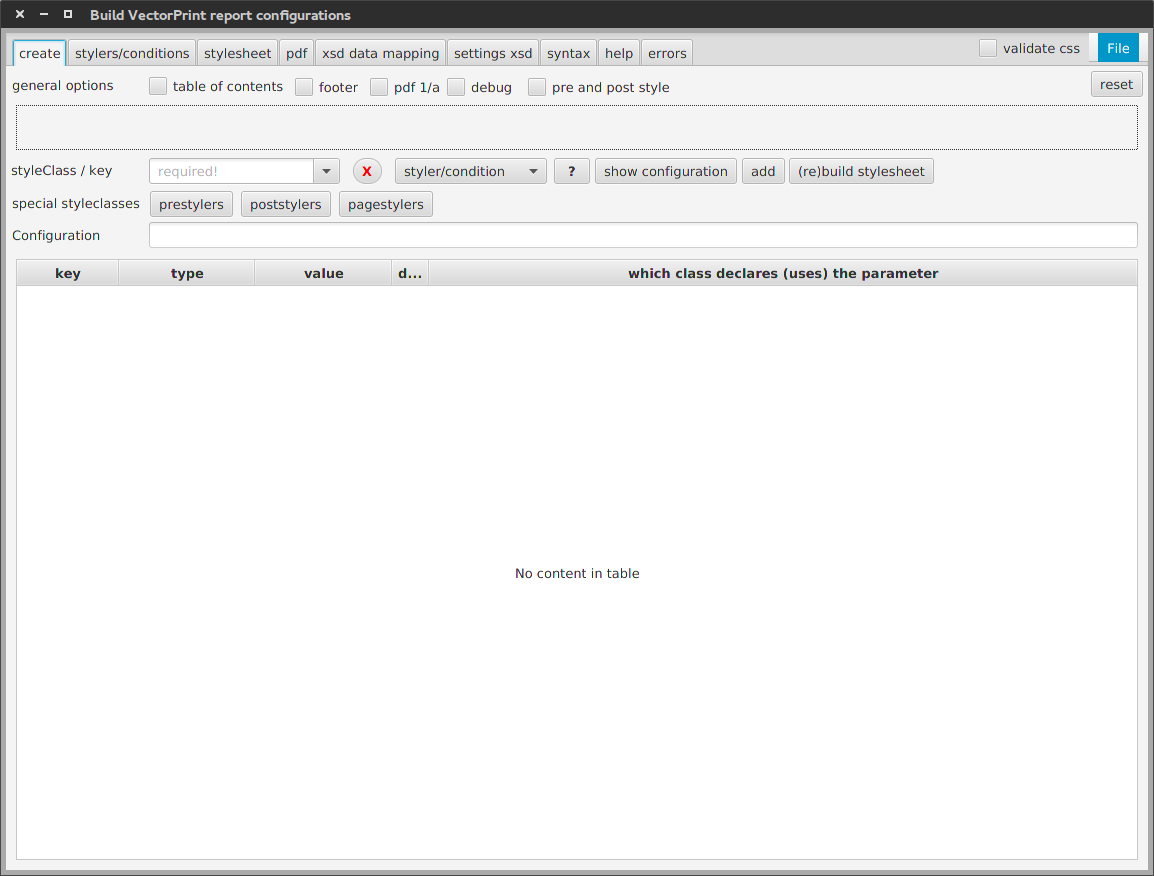 Build VectorPrint report configurations
create stylers/conditions stylesheet pdf xsd data mapping settings xsd syntax help errors validate css File
general options table of contents footer pdf 1/a debug pre and post style reset
styleClass / key required! X styler/condition ? show configuration add (re)build stylesheet
special styleclasses prestylers poststylers pagestylers
Configuration
key type value d... which class declares (uses) the parameter
No content in table